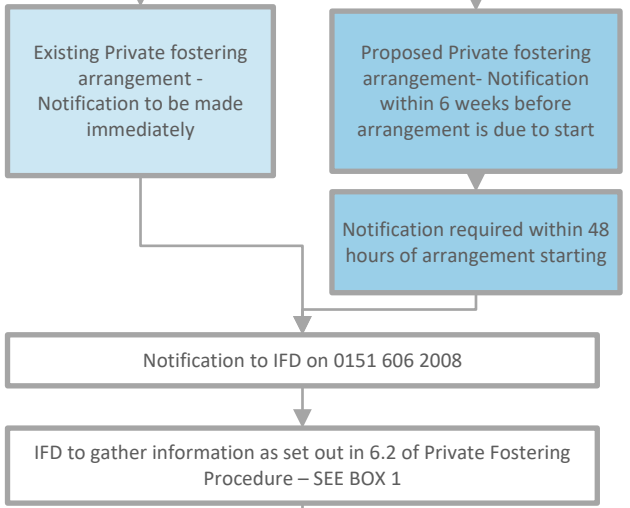 Existing Private fostering
arrangement -
Notification to be made
immediately
Proposed Private fostering
arrangement- Notification
within 6 weeks before
arrangement is due to start
Notification required within 48
hours of arrangement starting
Notification to IFD on 0151 606 2008
IFD to gather information as set out in 6.2 of Private Fostering
Procedure – SEE BOX 1